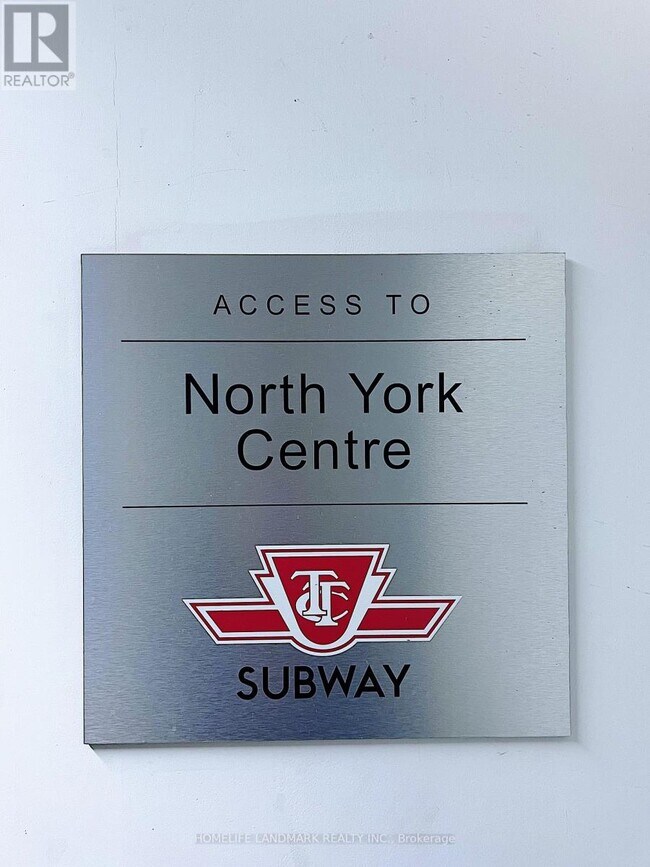 R
REALTOR®
ACCESS TO
North York
Centre
TTC
SUBWAY
HOMELIFE LANDMARK REALTY INC., Brokerage